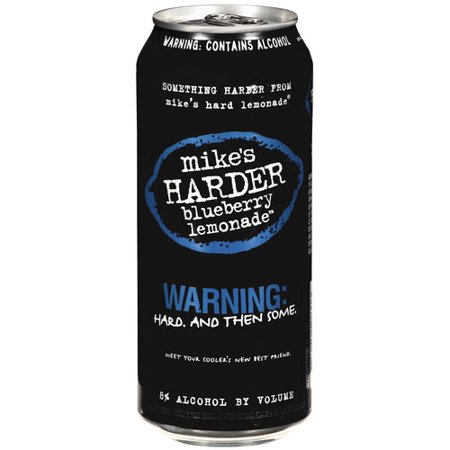 WARNING: CONTAINS ALCOHOL
SOMETHING HARDER FROM
mike's hard lemonade®
mike's
HARDER
blueberry
lemonade™
WARNING:
HARD. AND THEN SOME.
MEET YOUR COOLER'S NEW BEST FRIEND.
8% ALCOHOL BY VOLUME